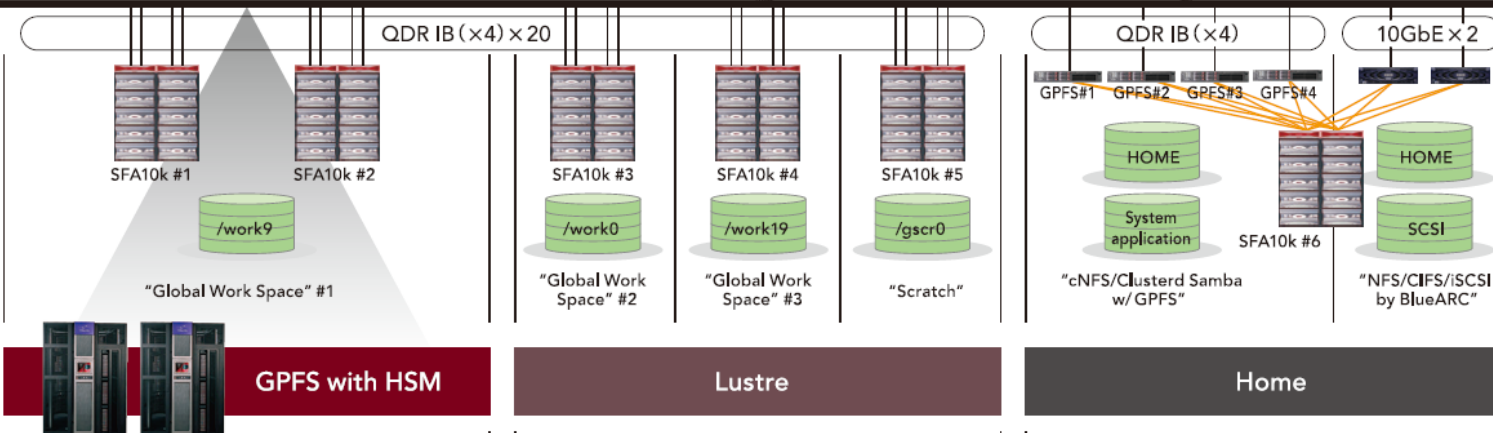 QDR IB (×4) × 20
QDR IB (×4)
10GbE × 2
GPFS#1 GPFS#2 GPFS#3 GPFS#4
SFA10k #1
SFA10k #2
SFA10k #3
SFA10k #4
SFA10k #5
HOME
HOME
/work9
/work0
/work19
/gscr0
System
application
SFA10k #6
SCSI
"Global Work Space" #1
"Global Work
Space" #2
"Global Work
Space" #3
"Scratch"
"cNFS/Clusterd Samba
w/ GPFS"
"NFS/CIFS/iSCSI
by BlueARC"
GPFS with HSM
Lustre
Home